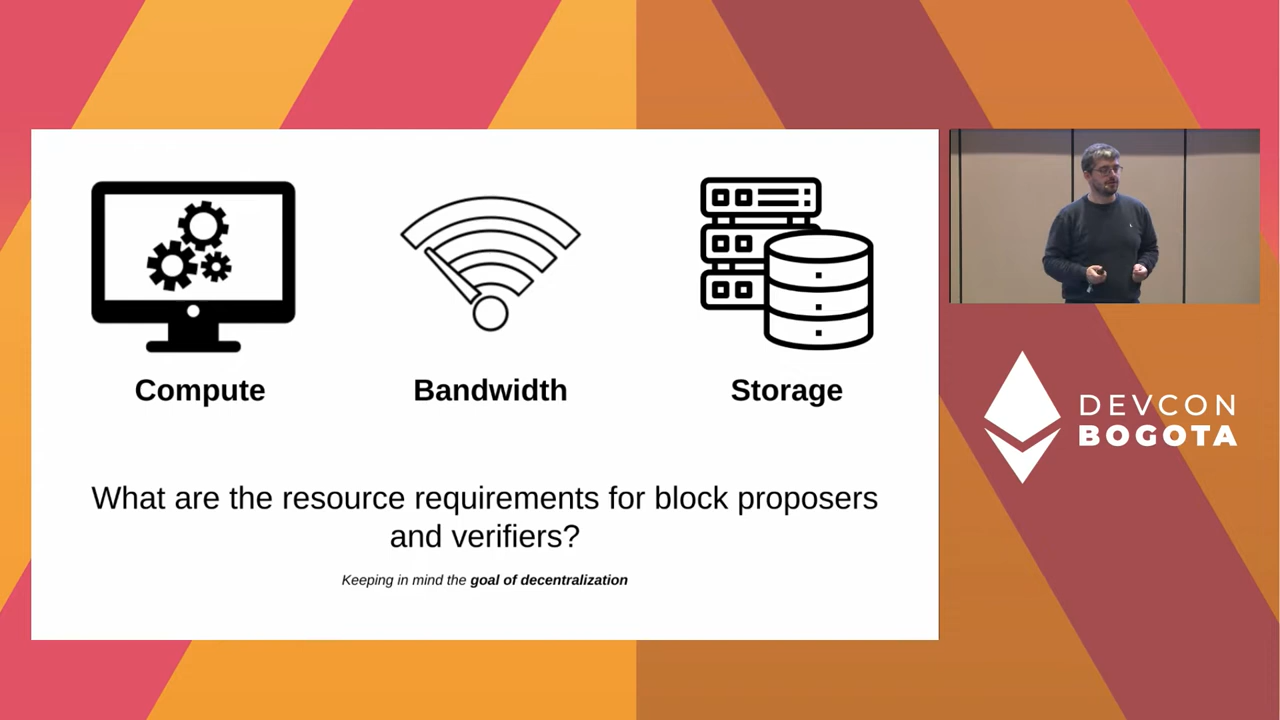 Compute
Bandwidth
Storage
What are the resource requirements for block proposers
and verifiers?
Keeping in mind the goal of decentralization
DEVCON
BOGOTA